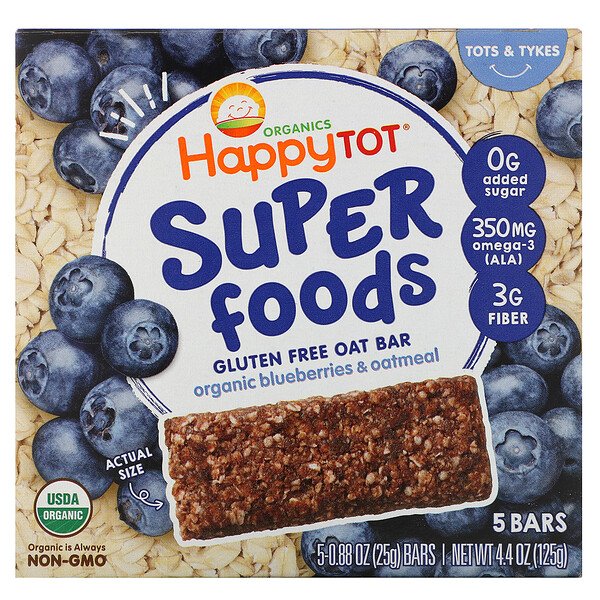 TOTS & TYKES
ORGANICS
HappyTOT®
SUPER
foods
GLUTEN FREE OAT BAR
organic blueberries & oatmeal
0G
added
sugar
350MG
omega-3
(ALA)
3G
FIBER
ACTUAL
SIZE
USDA
ORGANIC
Organic is Always
NON-GMO
5 BARS
5-0.88 OZ (25g) BARS | NET WT 4.4 OZ (125g)